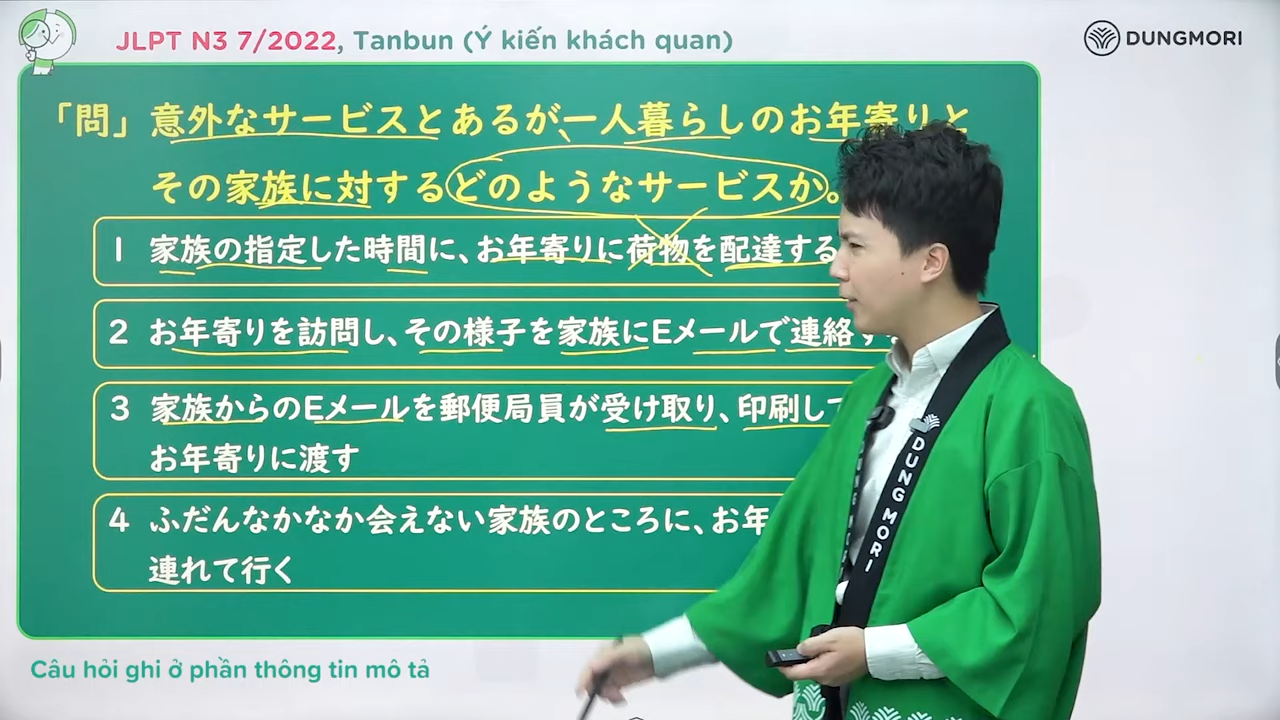 JLPT N3 7/2022, Tanbun (Ý kiến khách quan)
DUNGMORI
「問」意外なサービスとあるが、一人暮らしのお年寄りと
その家族に対するどのようなサービスか。
1 家族の指定した時間に、お年寄りに荷物を配達する
2 お年寄りを訪問し、その様子を家族にEメールで連絡
3 家族からのEメールを郵便局員が受け取り、印刷して
お年寄りに渡す
4 ふだんなかなか会えない家族のところに、お年
連れて行く
DUNGMORI
Câu hỏi ghi ở phần thông tin mô tả